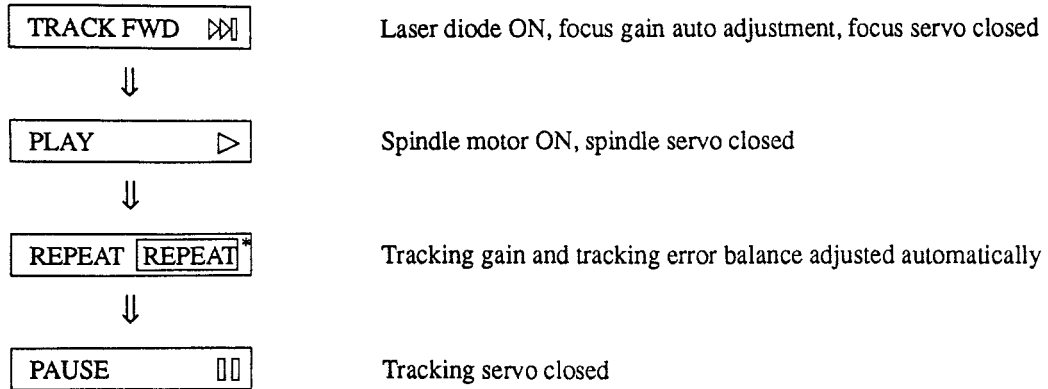 TRACK FWD Laser diode ON, focus gain auto adjustment, focus servo closed
PLAY Spindle motor ON, spindle servo closed
REPEAT REPEAT* Tracking gain and tracking error balance adjusted automatically
PAUSE Tracking servo closed